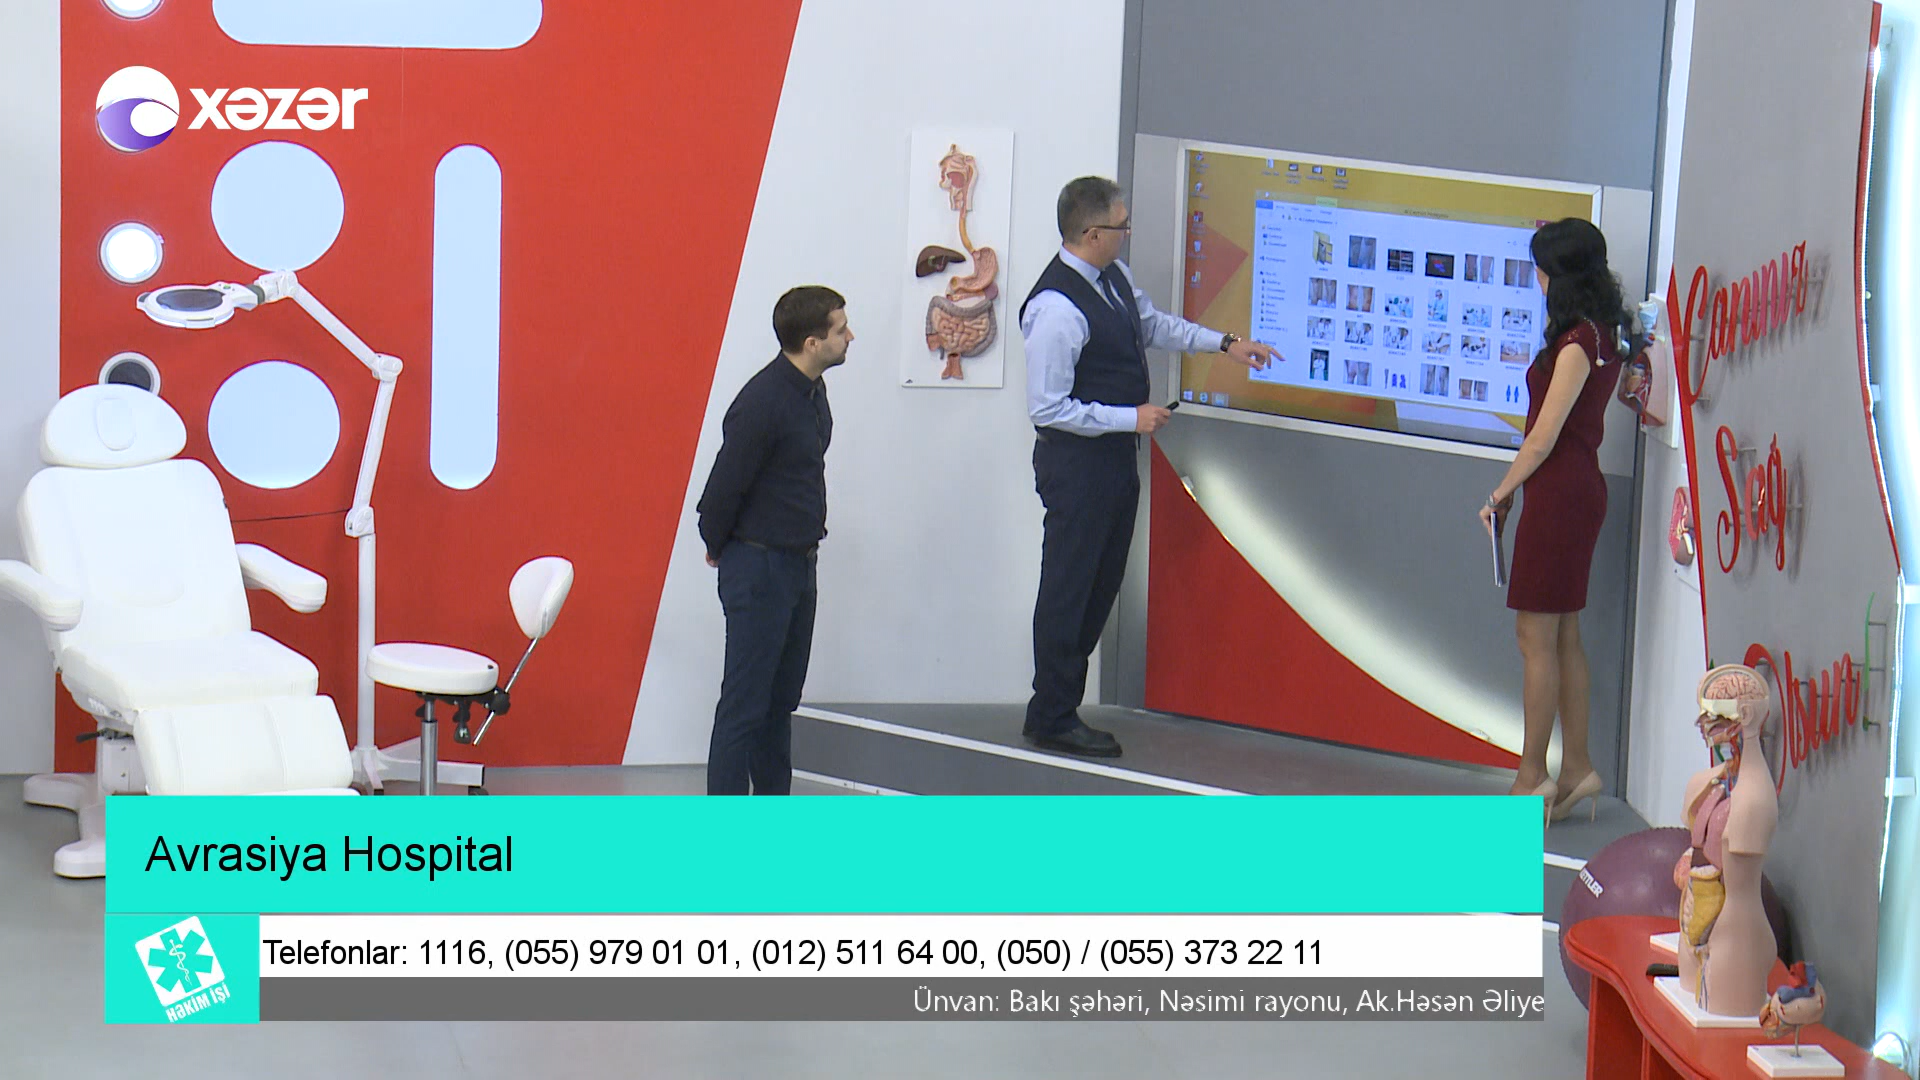 xəzər
Canınız
Sağ
Olsun!
Avrasiya Hospital
Telefonlar: 1116, (055) 979 01 01, (012) 511 64 00, (050) / (055) 373 22 11
HƏKİM İŞİ
Ünvan: Bakı şəhəri, Nəsimi rayonu, Ak.Həsən Əliye